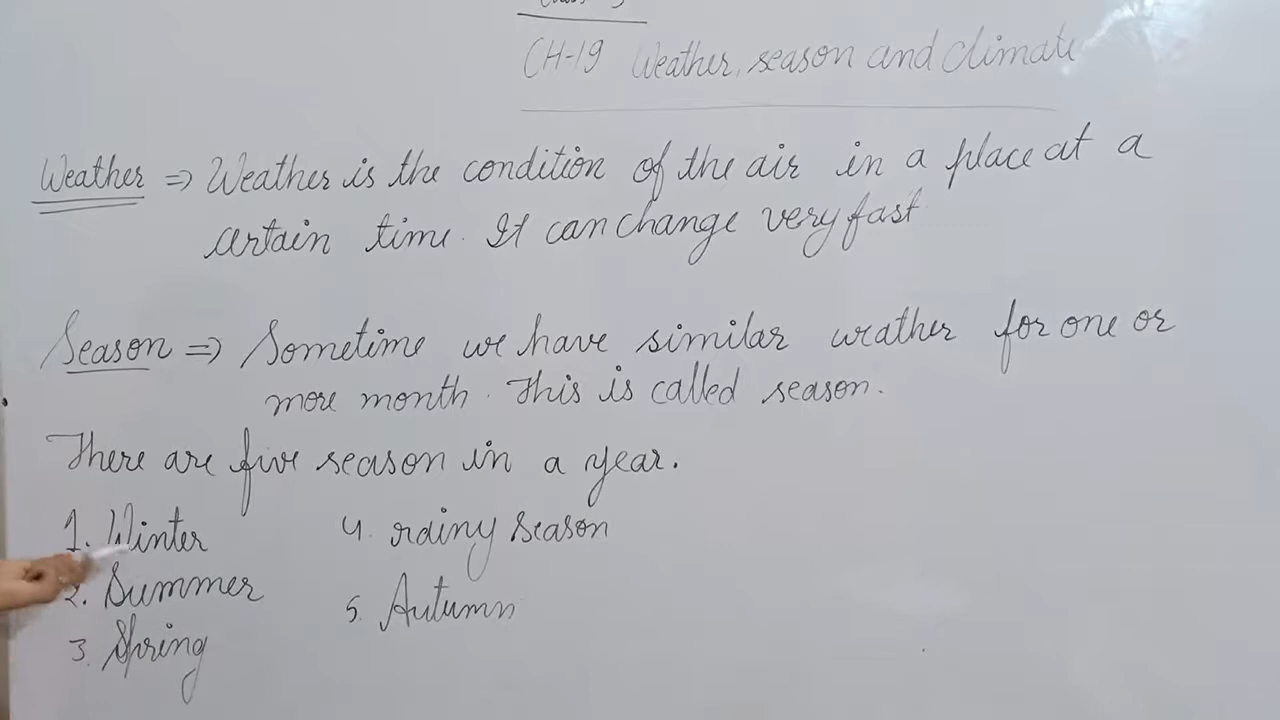 CH-19 Weather, season and climate
Weather => Weather is the condition of the air in a place at a
certain time. It can change very fast
Season => Sometime we have similar weather for one or
more month. This is called season.
There are five season in a year.
1. Winter
2. Summer
3. Spring
4. rainy season
5. Autumn